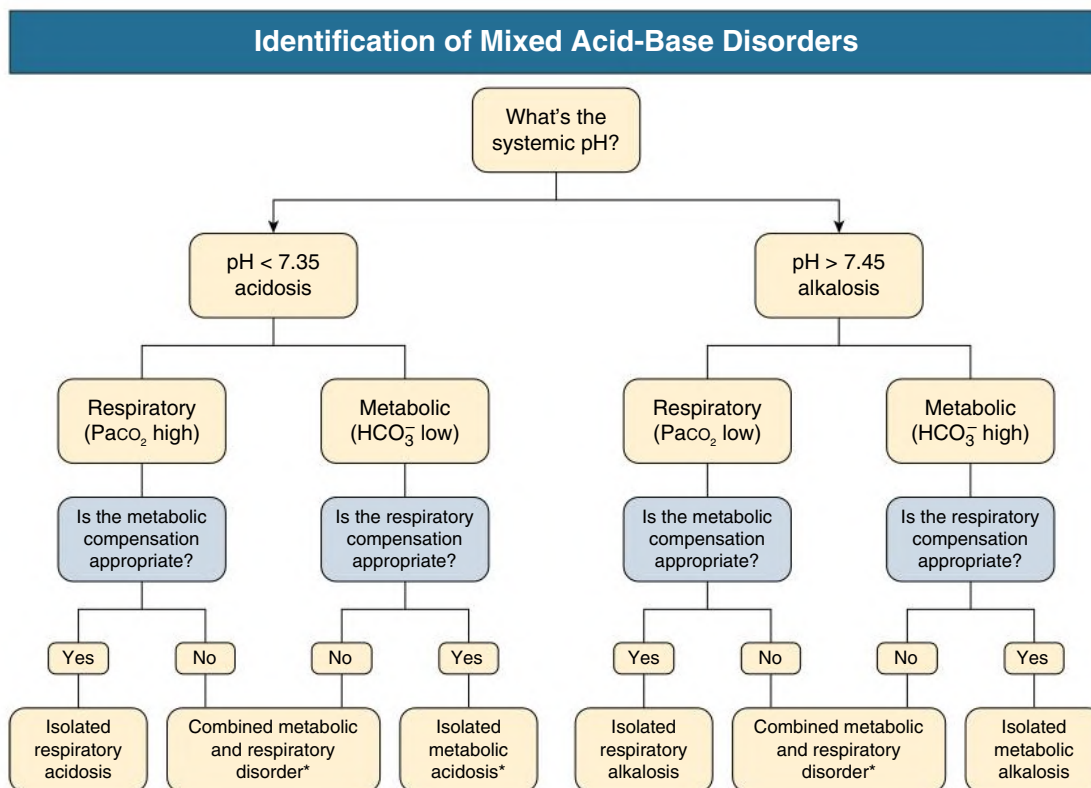 Identification of Mixed Acid-Base Disorders
What's the
systemic pH?
pH < 7.35
acidosis
pH > 7.45
alkalosis
Respiratory
(PaCO₂ high)
Metabolic
(HCO₃⁻ low)
Respiratory
(PaCO₂ low)
Metabolic
(HCO₃⁻ high)
Is the metabolic
compensation
appropriate?
Is the respiratory
compensation
appropriate?
Is the metabolic
compensation
appropriate?
Is the respiratory
compensation
appropriate?
Yes
No
No
Yes
Yes
No
No
Yes
Isolated
respiratory
acidosis
Combined metabolic
and respiratory
disorder*
Isolated
metabolic
acidosis*
Isolated
respiratory
alkalosis
Combined metabolic
and respiratory
disorder*
Isolated
metabolic
alkalosis